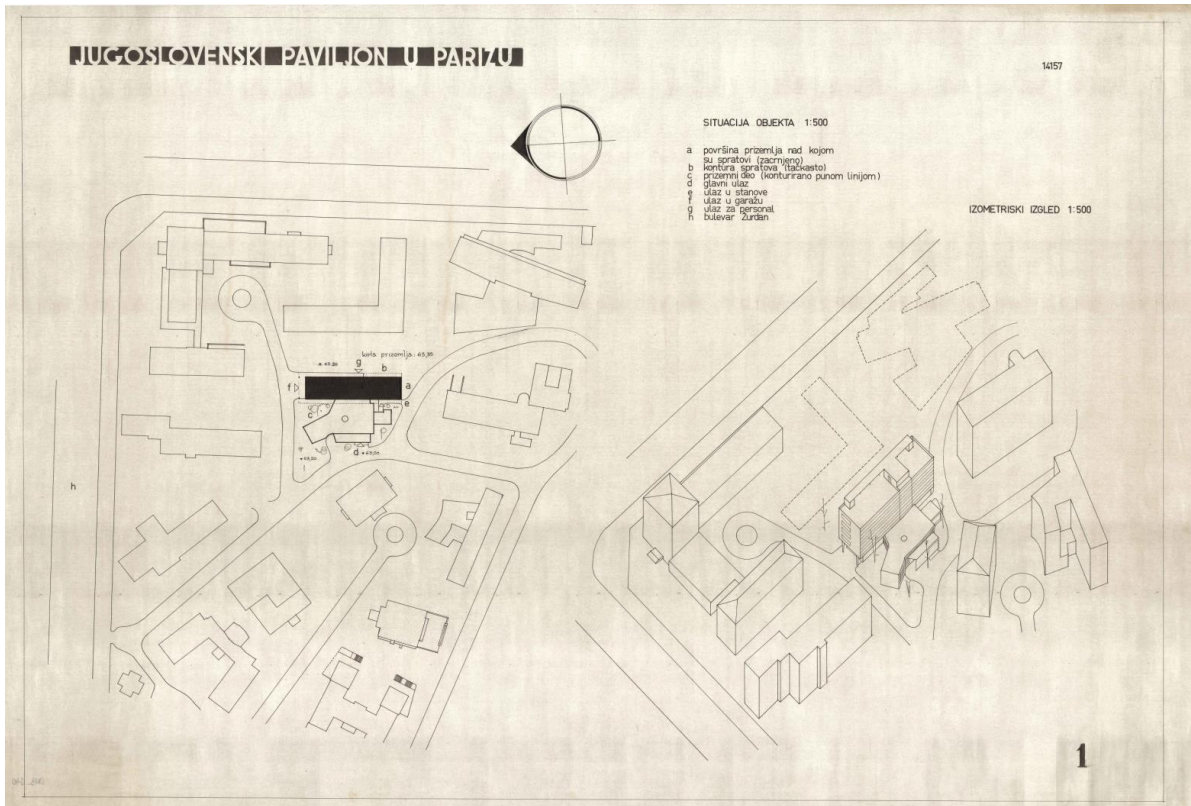 JUGOSLOVENSKI PAVILJON U PARIZU
14157
SITUACIJA OBJEKTA 1:500
a površina prizemlja nad kojom
su spratovi (zacrnjeno)
b kontura spratova (tačkasto)
c prizemni deo (konturirano punom linijom)
d glavni ulaz
e ulaz u stanove
f ulaz u garažu
g ulaz za personal
h bulevar Žurdan
IZOMETRISKI IZGLED 1:500
kota prizemlja
g
b
f
a
e
c
d
h
1